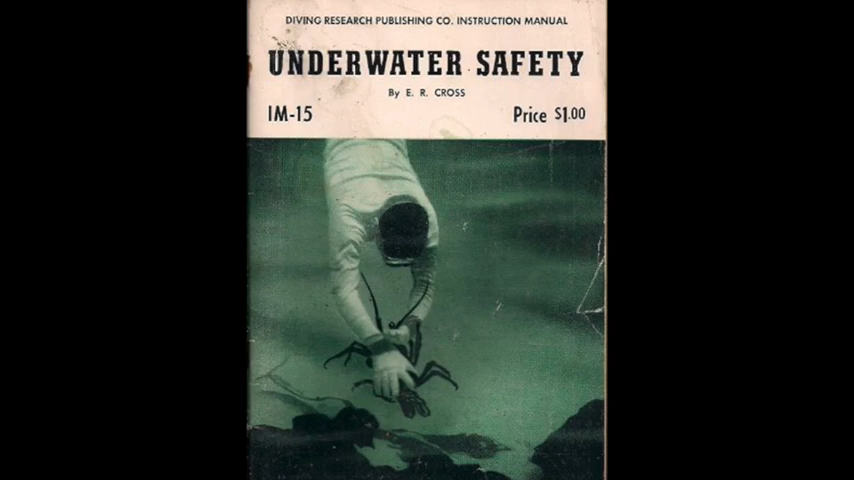 DIVING RESEARCH PUBLISHING CO. INSTRUCTION MANUAL
UNDERWATER SAFETY
By E. R. CROSS
IM-15 Price $1.00